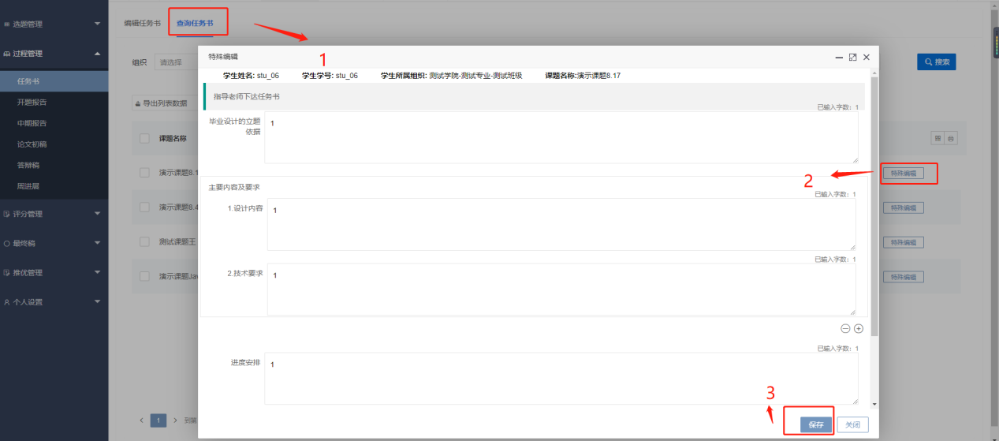 选题管理
过程管理
任务书
开题报告
中期报告
论文初稿
答辩稿
周进展
评分管理
最终稿
推优管理
个人设置
编辑任务书 查询任务书
组织 请选择
搜索
导出列表数据
课题名称
演示课题8.1
演示课题8.4
测试课题王
演示课题Jav
1 到第
1
特殊编辑
学生姓名: stu_06 学生学号: stu_06 学生所属组织: 测试学院-测试专业-测试班级 课题名称:演示课题8.17
指导老师下达任务书
已输入字数: 1
毕业设计的立题依据
1
主要内容及要求
已输入字数: 1
1.设计内容
1
已输入字数: 1
2.技术要求
1
已输入字数: 1
进度安排
1
保存 关闭
2
特殊编辑
特殊编辑
特殊编辑
特殊编辑
3